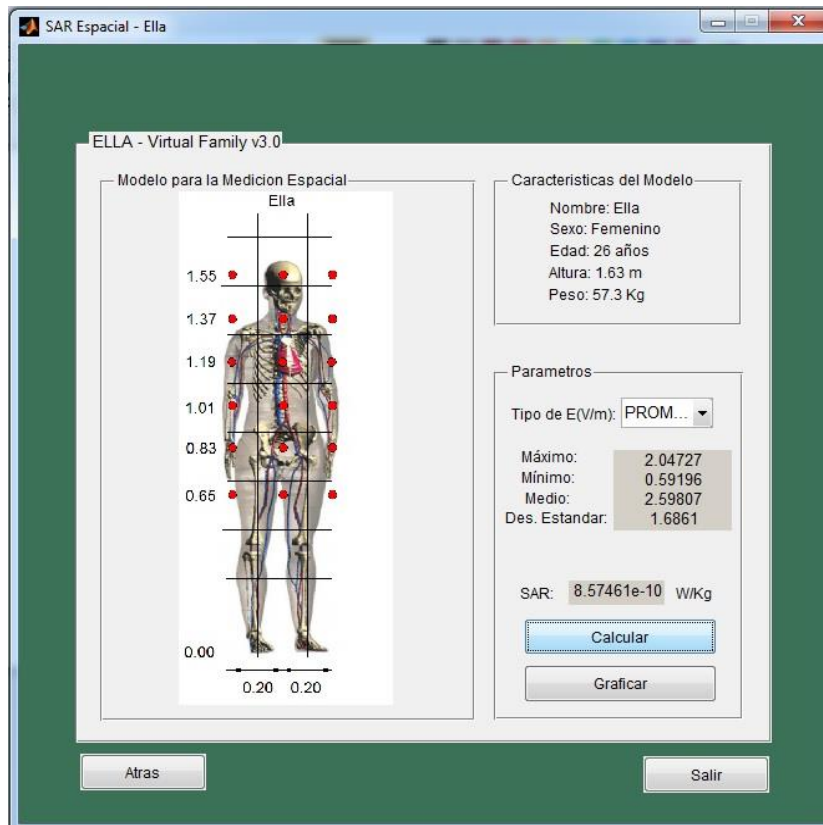 SAR Espacial - Ella
ELLA - Virtual Family v3.0
Modelo para la Medicion Espacial
Ella
1.55
1.37
1.19
1.01
0.83
0.65
0.00
0.20 0.20
Caracteristicas del Modelo
Nombre: Ella
Sexo: Femenino
Edad: 26 años
Altura: 1.63 m
Peso: 57.3 Kg
Parametros
Tipo de E(V/m): PROM...
Máximo: 2.04727
Mínimo: 0.59196
Medio: 2.59807
Des. Estandar: 1.6861
SAR: 8.57461e-10 W/Kg
Calcular
Graficar
Atras
Salir